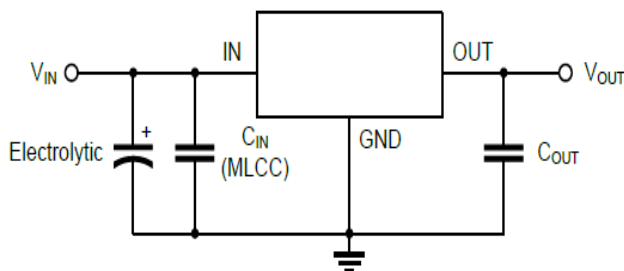 IN
OUT
VIN
VOUT
+
CIN
GND
Electrolytic
(MLCC)
COUT